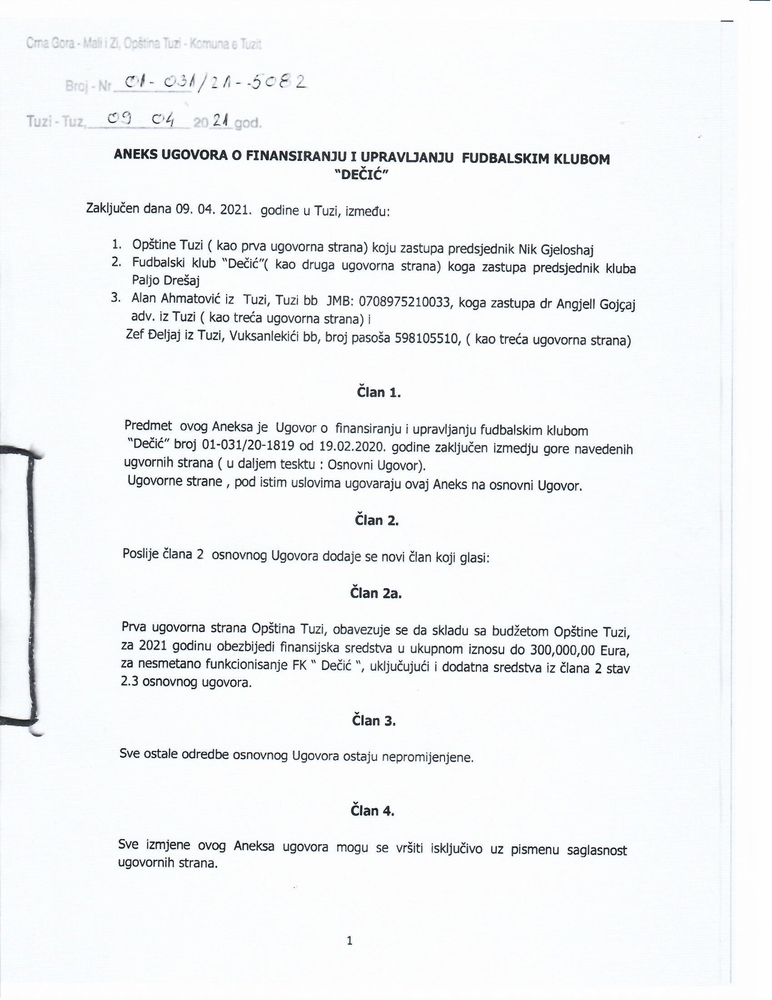 Crna Gora - Mali i Zi, Opština Tuzi - Komuna e Tuzit
Broj - Nr 01-031/21--5082
Tuzi - Tuz, 09 04 2021 god.
ANEKS UGOVORA O FINANSIRANJU I UPRAVLJANJU FUDBALSKIM KLUBOM
“DEČIĆ”
Zaključen dana 09. 04. 2021. godine u Tuzi, između:
1. Opštine Tuzi ( kao prva ugovorna strana) koju zastupa predsjednik Nik Gjeloshaj
2. Fudbalski klub “Dečić”( kao druga ugovorna strana) koga zastupa predsjednik kluba
Paljo Drešaj
3. Alan Ahmatović iz Tuzi, Tuzi bb JMB: 0708975210033, koga zastupa dr Angjell Gojçaj
adv. iz Tuzi ( kao treća ugovorna strana) i
Zef Đeljaj iz Tuzi, Vuksanlekići bb, broj pasoša 598105510, ( kao treća ugovorna strana)
Član 1.
Predmet ovog Aneksa je Ugovor o finansiranju i upravljanju fudbalskim klubom
“Dečić” broj 01-031/20-1819 od 19.02.2020. godine zaključen izmedju gore navedenih
ugvornih strana ( u daljem tesktu : Osnovni Ugovor).
Ugovorne strane , pod istim uslovima ugovaraju ovaj Aneks na osnovni Ugovor.
Član 2.
Poslije člana 2 osnovnog Ugovora dodaje se novi član koji glasi:
Član 2a.
Prva ugovorna strana Opština Tuzi, obavezuje se da skladu sa budžetom Opštine Tuzi,
za 2021 godinu obezbijedi finansijska sredstva u ukupnom iznosu do 300,000,00 Eura,
za nesmetano funkcionisanje FK “ Dečić “, uključujući i dodatna sredstva iz člana 2 stav
2.3 osnovnog ugovora.
Član 3.
Sve ostale odredbe osnovnog Ugovora ostaju nepromijenjene.
Član 4.
Sve izmjene ovog Aneksa ugovora mogu se vršiti isključivo uz pismenu saglasnost
ugovornih strana.
1